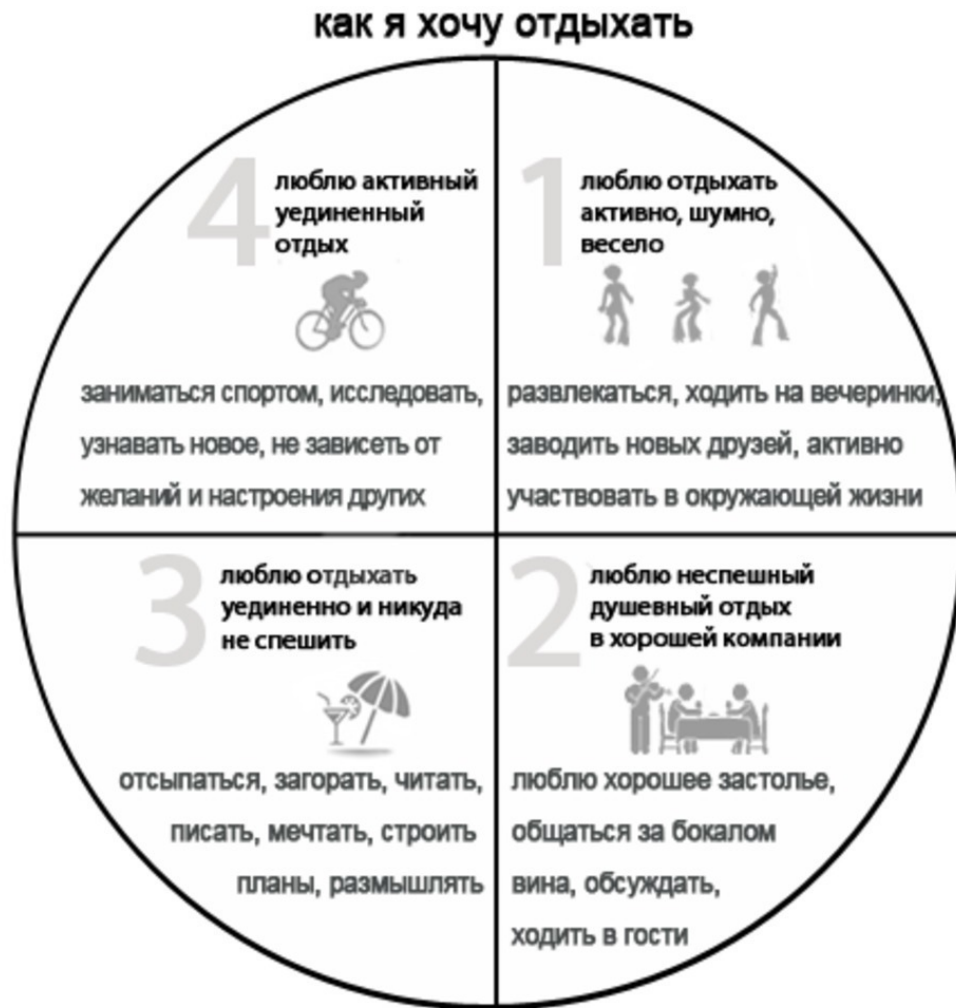 как я хочу отдыхать
4
люблю активный
уединенный
отдых
заниматься спортом, исследовать,
узнавать новое, не зависеть от
желаний и настроения других
1
люблю отдыхать
активно, шумно,
весело
развлекаться, ходить на вечеринки,
заводить новых друзей, активно
участвовать в окружающей жизни
3
люблю отдыхать
уединенно и никуда
не спешить
отсыпаться, загорать, читать,
писать, мечтать, строить
планы, размышлять
2
люблю неспешный
душевный отдых
в хорошей компании
люблю хорошее застолье,
общаться за бокалом
вина, обсуждать,
ходить в гости